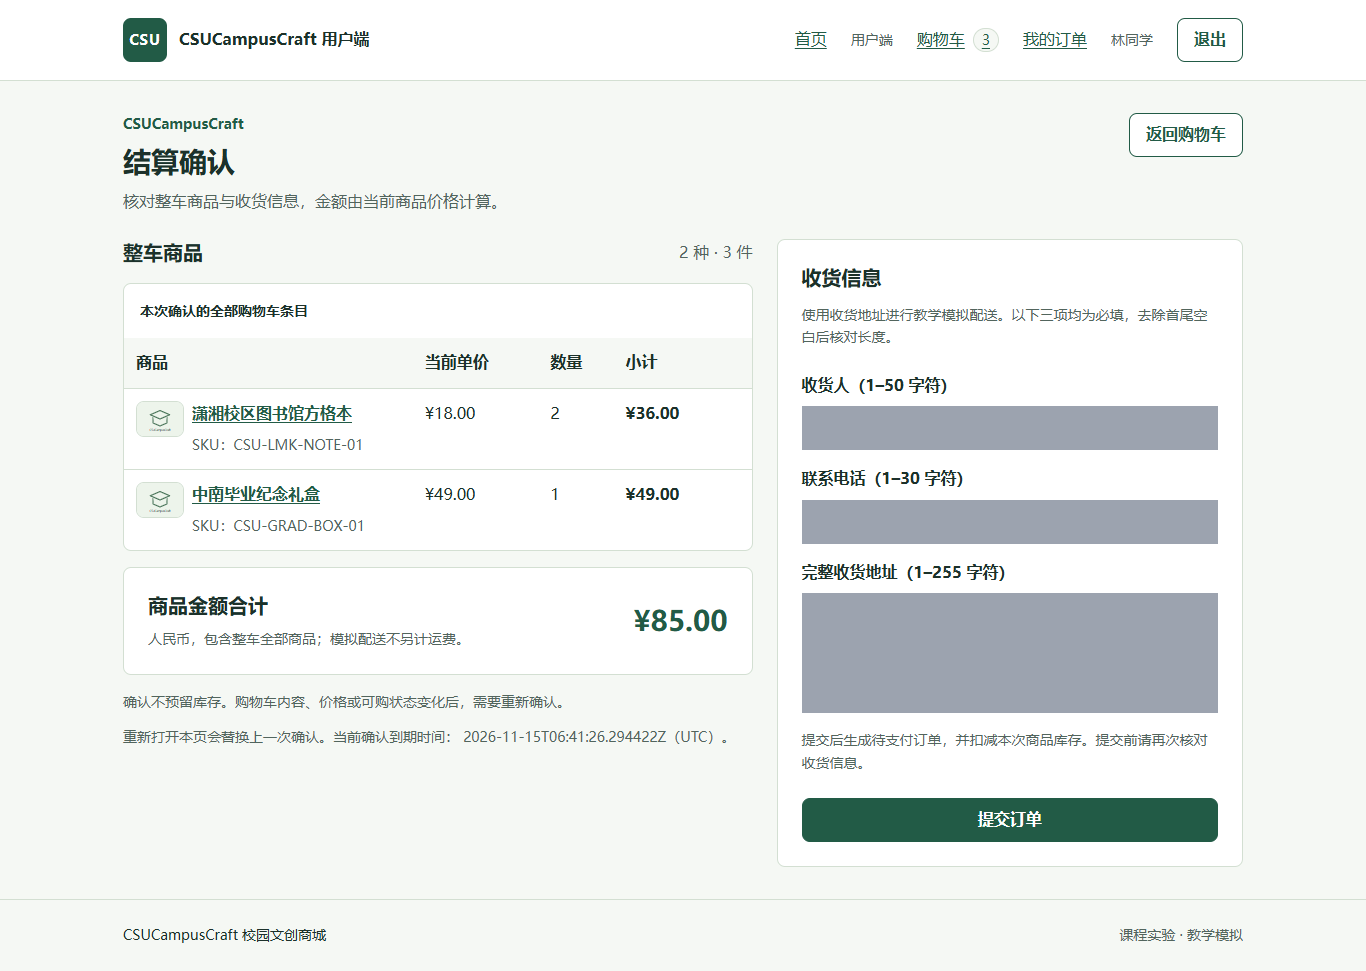 CSU
CSUCampusCraft 用户端
首页
用户端
购物车 3
我的订单
林同学
退出
CSUCampusCraft
结算确认
核对整车商品与收货信息，金额由当前商品价格计算。
返回购物车
整车商品
2 种 · 3 件
本次确认的全部购物车条目
商品 当前单价 数量 小计
潇湘校区图书馆方格本 ¥18.00 2 ¥36.00
SKU：CSU-LMK-NOTE-01
中南毕业纪念礼盒 ¥49.00 1 ¥49.00
SKU：CSU-GRAD-BOX-01
商品金额合计
人民币，包含整车全部商品；模拟配送不另计运费。
¥85.00
确认不预留库存。购物车内容、价格或可购状态变化后，需要重新确认。
重新打开本页会替换上一次确认。当前确认到期时间： 2026-11-15T06:41:26.294422Z（UTC）。
收货信息
使用收货地址进行教学模拟配送。以下三项均为必填，去除首尾空
白后核对长度。
收货人（1–50 字符）
联系电话（1–30 字符）
完整收货地址（1–255 字符）
提交后生成待支付订单，并扣减本次商品库存。提交前请再次核对
收货信息。
提交订单
CSUCampusCraft 校园文创商城
课程实验 · 教学模拟